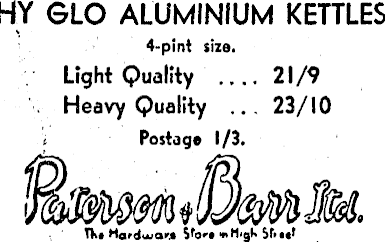 HY GLO ALUMINIUM KETTLES
4-pint size.
Light Quality .... 21/9
Heavy Quality ... 23/10
Postage 1/3.
Paterson & Barr Ltd.
The Hardware Store in High Street